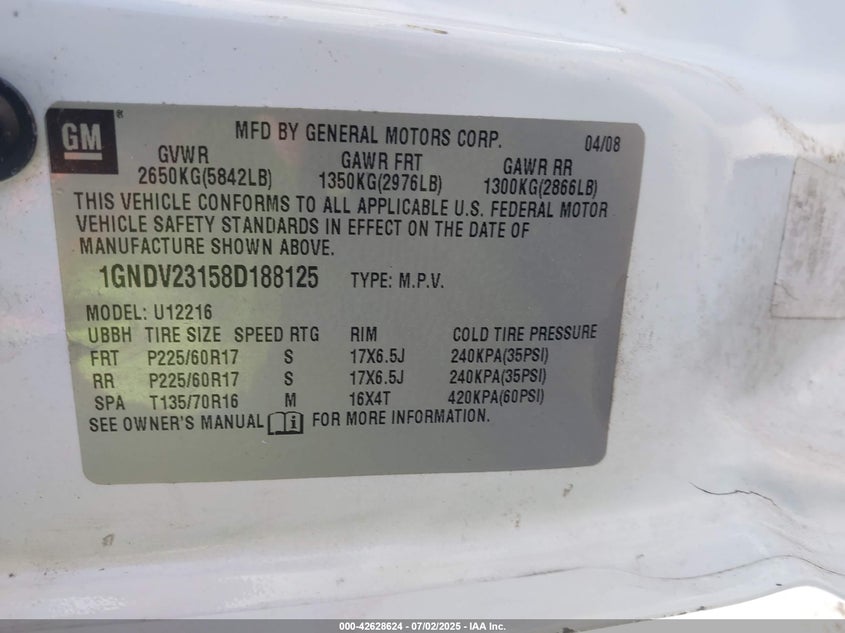 GM®
MFD BY GENERAL MOTORS CORP. 04/08
GVWR GAWR FRT GAWR RR
2650KG(5842LB) 1350KG(2976LB) 1300KG(2866LB)
THIS VEHICLE CONFORMS TO ALL APPLICABLE U.S. FEDERAL MOTOR
VEHICLE SAFETY STANDARDS IN EFFECT ON THE DATE OF
MANUFACTURE SHOWN ABOVE.
1GNDV23158D188125 TYPE: M.P.V.
MODEL: U12216
UBBH TIRE SIZE SPEED RTG RIM COLD TIRE PRESSURE
FRT P225/60R17 S 17X6.5J 240KPA(35PSI)
RR P225/60R17 S 17X6.5J 240KPA(35PSI)
SPA T135/70R16 M 16X4T 420KPA(60PSI)
SEE OWNER'S MANUAL i FOR MORE INFORMATION.
000-42628624 / 07/02/2025 - IAA Inc.